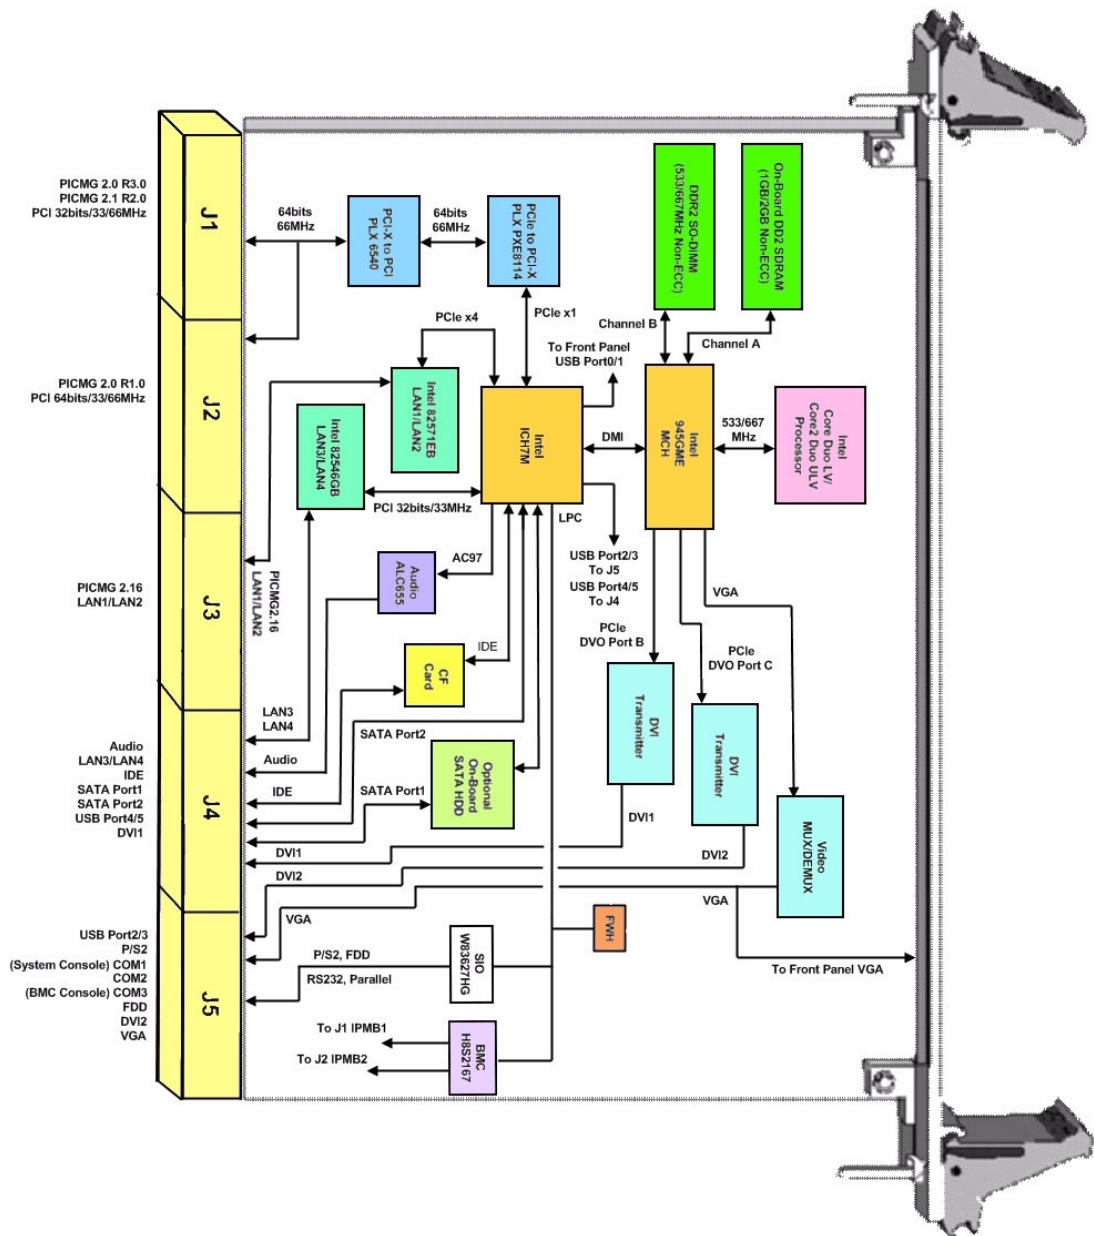 PICMG 2.0 R3.0
PICMG 2.1 R2.0
PCI 32bits/33/66MHz
J1
64bits
66MHz
PCI-X to PCI
PLX 6540
64bits
66MHz
PCIe to PCI-X
PLX PXE8114
DDR2 SO-DIMM
(533/667MHz Non-ECC)
On-Board DD2 SDRAM
(1GB/2GB Non-ECC)
PCIe x4
PCIe x1
Channel B
Channel A
To Front Panel
USB Port0/1
PICMG 2.0 R1.0
PCI 64bits/33/66MHz
J2
Intel 82571EB
LAN1/LAN2
Intel 82546GB
LAN3/LAN4
Intel
ICH7M
DMI
Intel
945GME
MCH
533/667
MHz
Intel
Core Duo LV/
Core2 Duo ULV
Processor
PCI 32bits/33MHz
LPC
PICMG 2.16
LAN1/LAN2
J3
PICMG2.16
LAN1/LAN2
Audio
ALC655
AC97
USB Port2/3
To J5
USB Port4/5
To J4
VGA
PCIe
DVO Port B
PCIe
DVO Port C
IDE
CF
Card
DVI
Transmitter
DVI
Transmitter
LAN3
LAN4
SATA Port2
Audio
LAN3/LAN4
IDE
SATA Port1
SATA Port2
USB Port4/5
DVI1
J4
Audio
IDE
SATA Port1
Optional
On-Board
SATA HDD
DVI1
DVI1
DVI2
DVI2
Video
MUX/DEMUX
VGA
VGA
USB Port2/3
P/S2
(System Console) COM1
COM2
(BMC Console) COM3
FDD
DVI2
VGA
J5
P/S2, FDD
RS232, Parallel
SIO
W83627HG
FWH
To Front Panel VGA
To J1 IPMB1
To J2 IPMB2
BMC
H8S2167